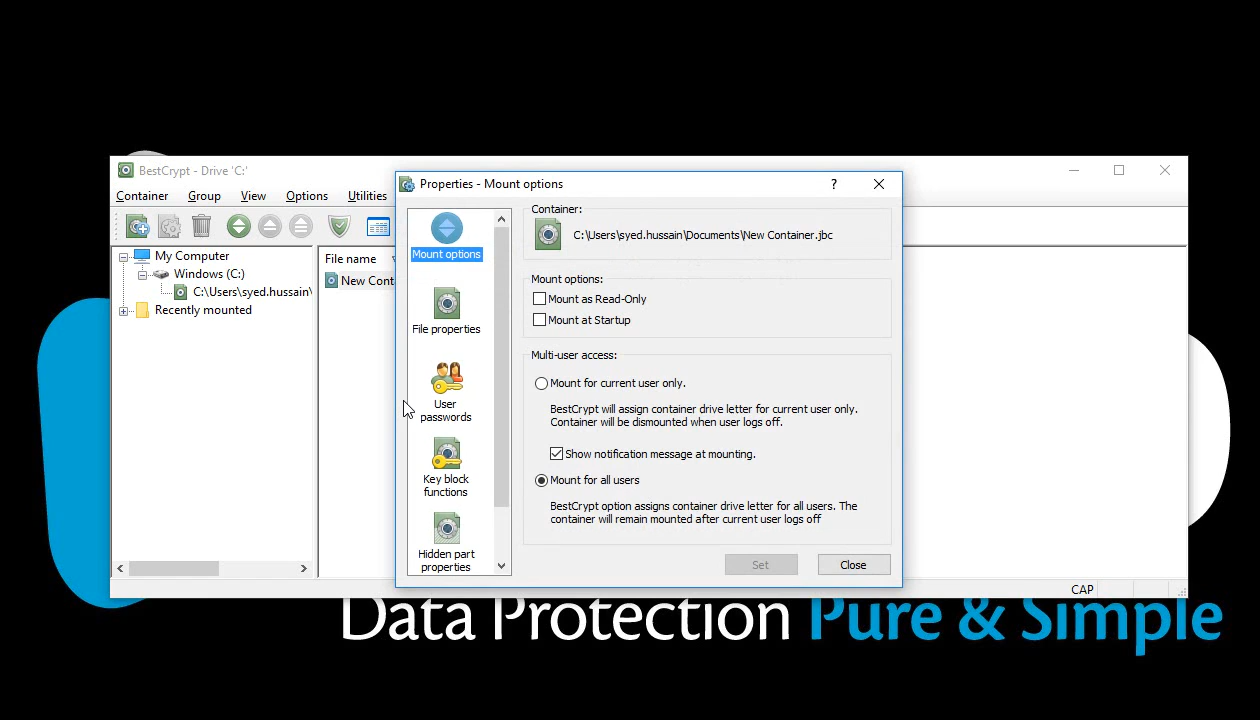 BestCrypt - Drive 'C:'
Container Group View Options Utilities
My Computer
Windows (C:)
C:\Users\syed.hussain\
Recently mounted
File name
New Cont
Properties - Mount options
?
Mount options
File properties
User
passwords
Key block
functions
Hidden part
properties
Container:
C:\Users\syed.hussain\Documents\New Container.jbc
Mount options:
Mount as Read-Only
Mount at Startup
Multi-user access:
Mount for current user only.
BestCrypt will assign container drive letter for current user only.
Container will be dismounted when user logs off.
Show notification message at mounting.
Mount for all users
BestCrypt option assigns container drive letter for all users. The
container will remain mounted after current user logs off
Set Close
CAP
Data Protection Pure & Simple